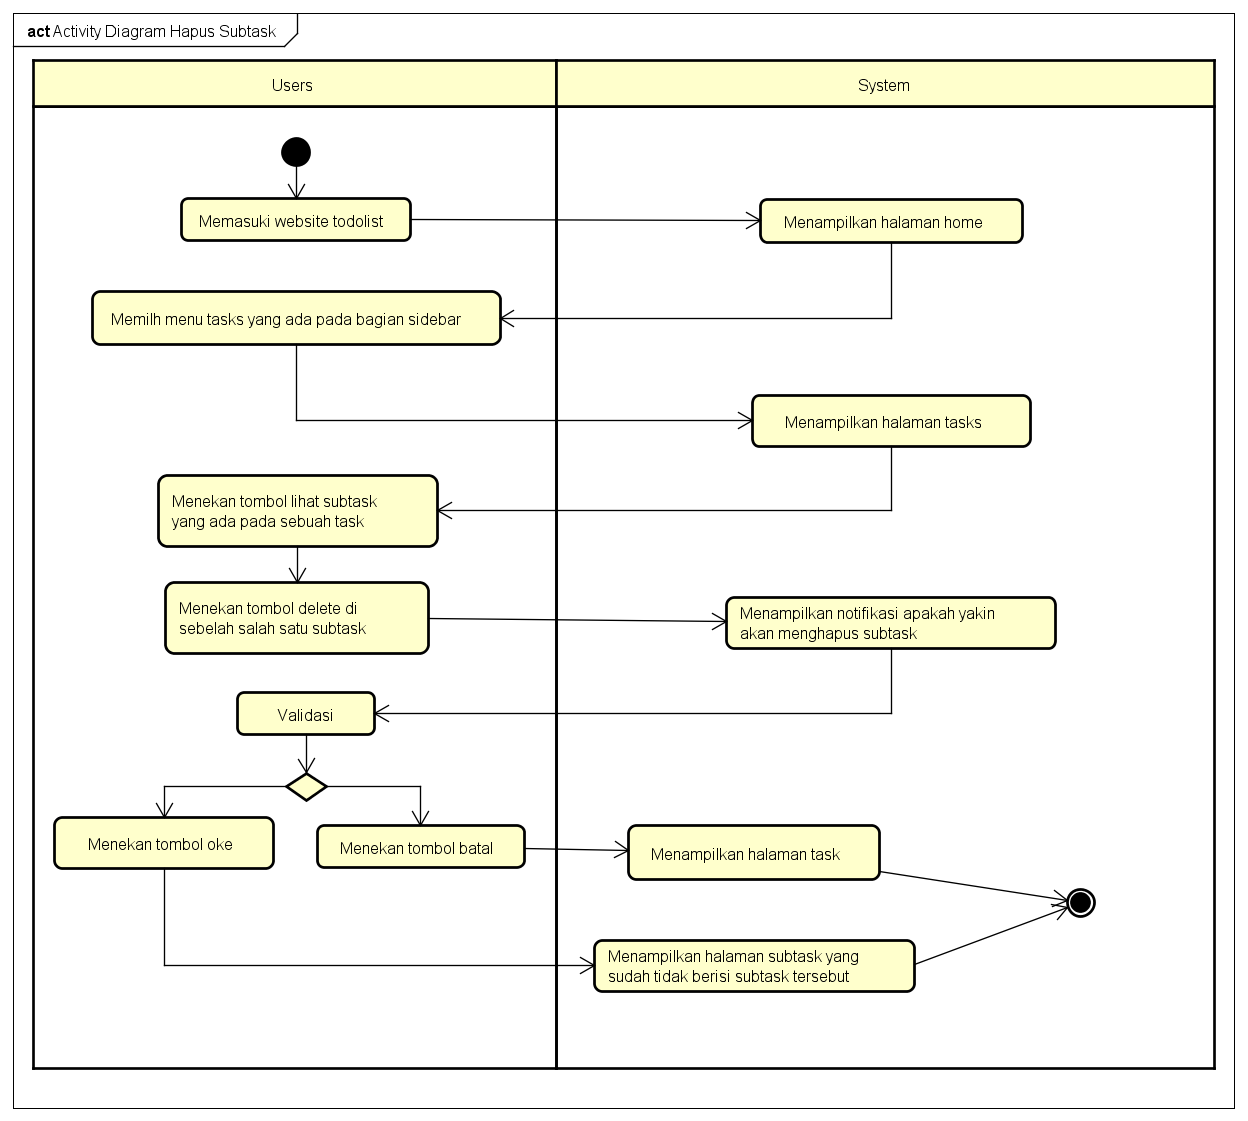 act Activity Diagram Hapus Subtask
Users
System
Memasuki website todolist
Menampilkan halaman home
Memilh menu tasks yang ada pada bagian sidebar
Menampilkan halaman tasks
Menekan tombol lihat subtask
yang ada pada sebuah task
Menekan tombol delete di
sebelah salah satu subtask
Menampilkan notifikasi apakah yakin
akan menghapus subtask
Validasi
Menekan tombol oke
Menekan tombol batal
Menampilkan halaman task
Menampilkan halaman subtask yang
sudah tidak berisi subtask tersebut